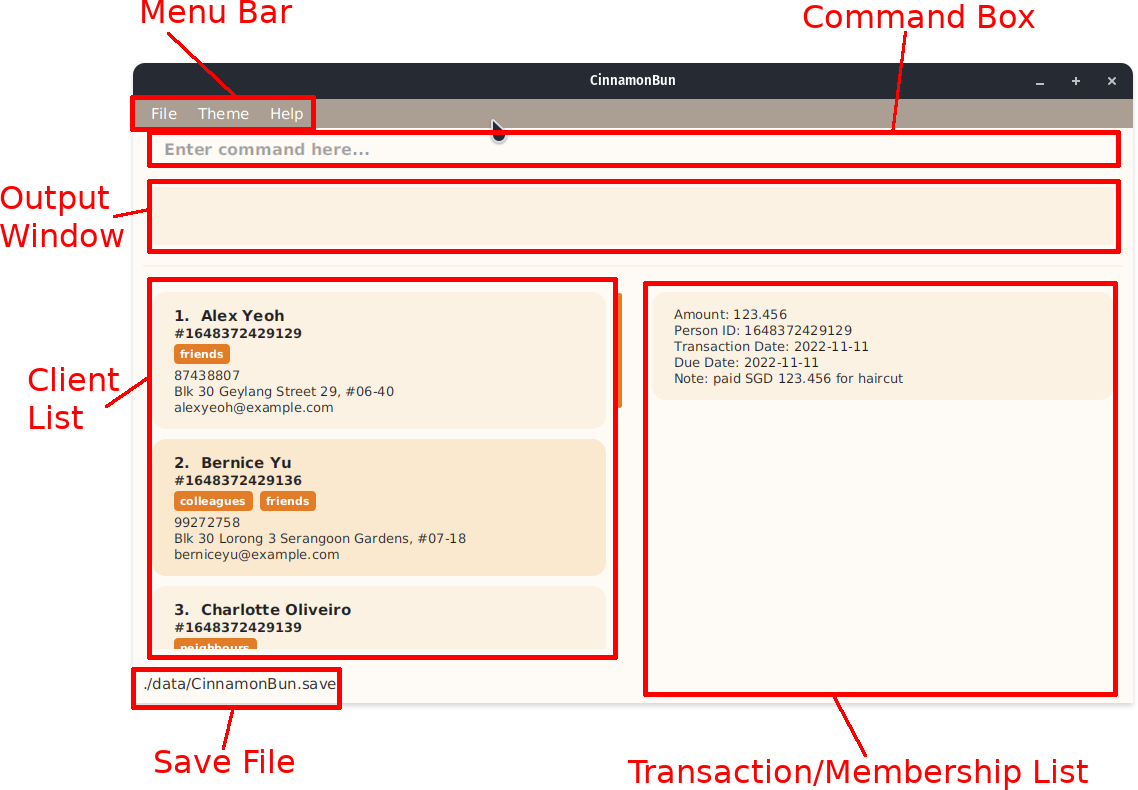 Menu Bar
Command Box
CinnamonBun
File Theme Help
Enter command here...
Output
Window
Client
List
1. Alex Yeoh
#1648372429129
friends
87438807
Blk 30 Geylang Street 29, #06-40
alexyeoh@example.com
2. Bernice Yu
#1648372429136
colleagues friends
99272758
Blk 30 Lorong 3 Serangoon Gardens, #07-18
berniceyu@example.com
3. Charlotte Oliveiro
#1648372429139
neighbours
Amount: 123.456
Person ID: 1648372429129
Transaction Date: 2022-11-11
Due Date: 2022-11-11
Note: paid SGD 123.456 for haircut
./data/CinnamonBun.save
Save File
Transaction/Membership List